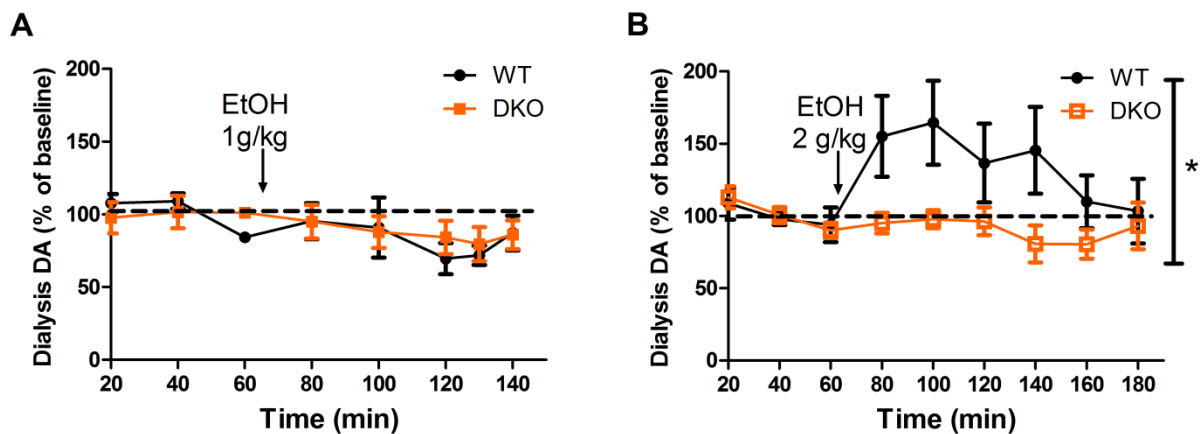 A
Dialysis DA (% of baseline)
200
150
100
50
0
EtOH
1g/kg
WT
DKO
20 40 60 80 100 120 140
Time (min)
B
Dialysis DA (% of baseline)
200
150
100
50
0
EtOH
2 g/kg
WT
DKO
*
20 40 60 80 100 120 140 160 180
Time (min)